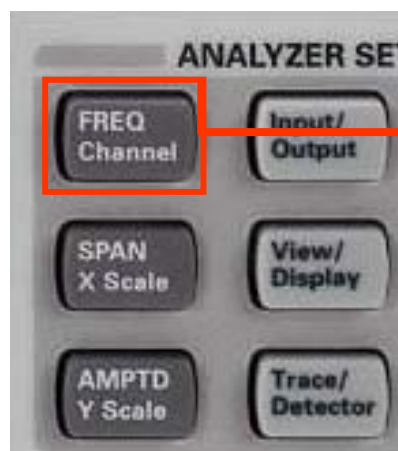 ANALYZER SE
FREQ
Channel
Input/
Output
SPAN
X Scale
View/
Display
AMPTD
Y Scale
Trace/
Detector